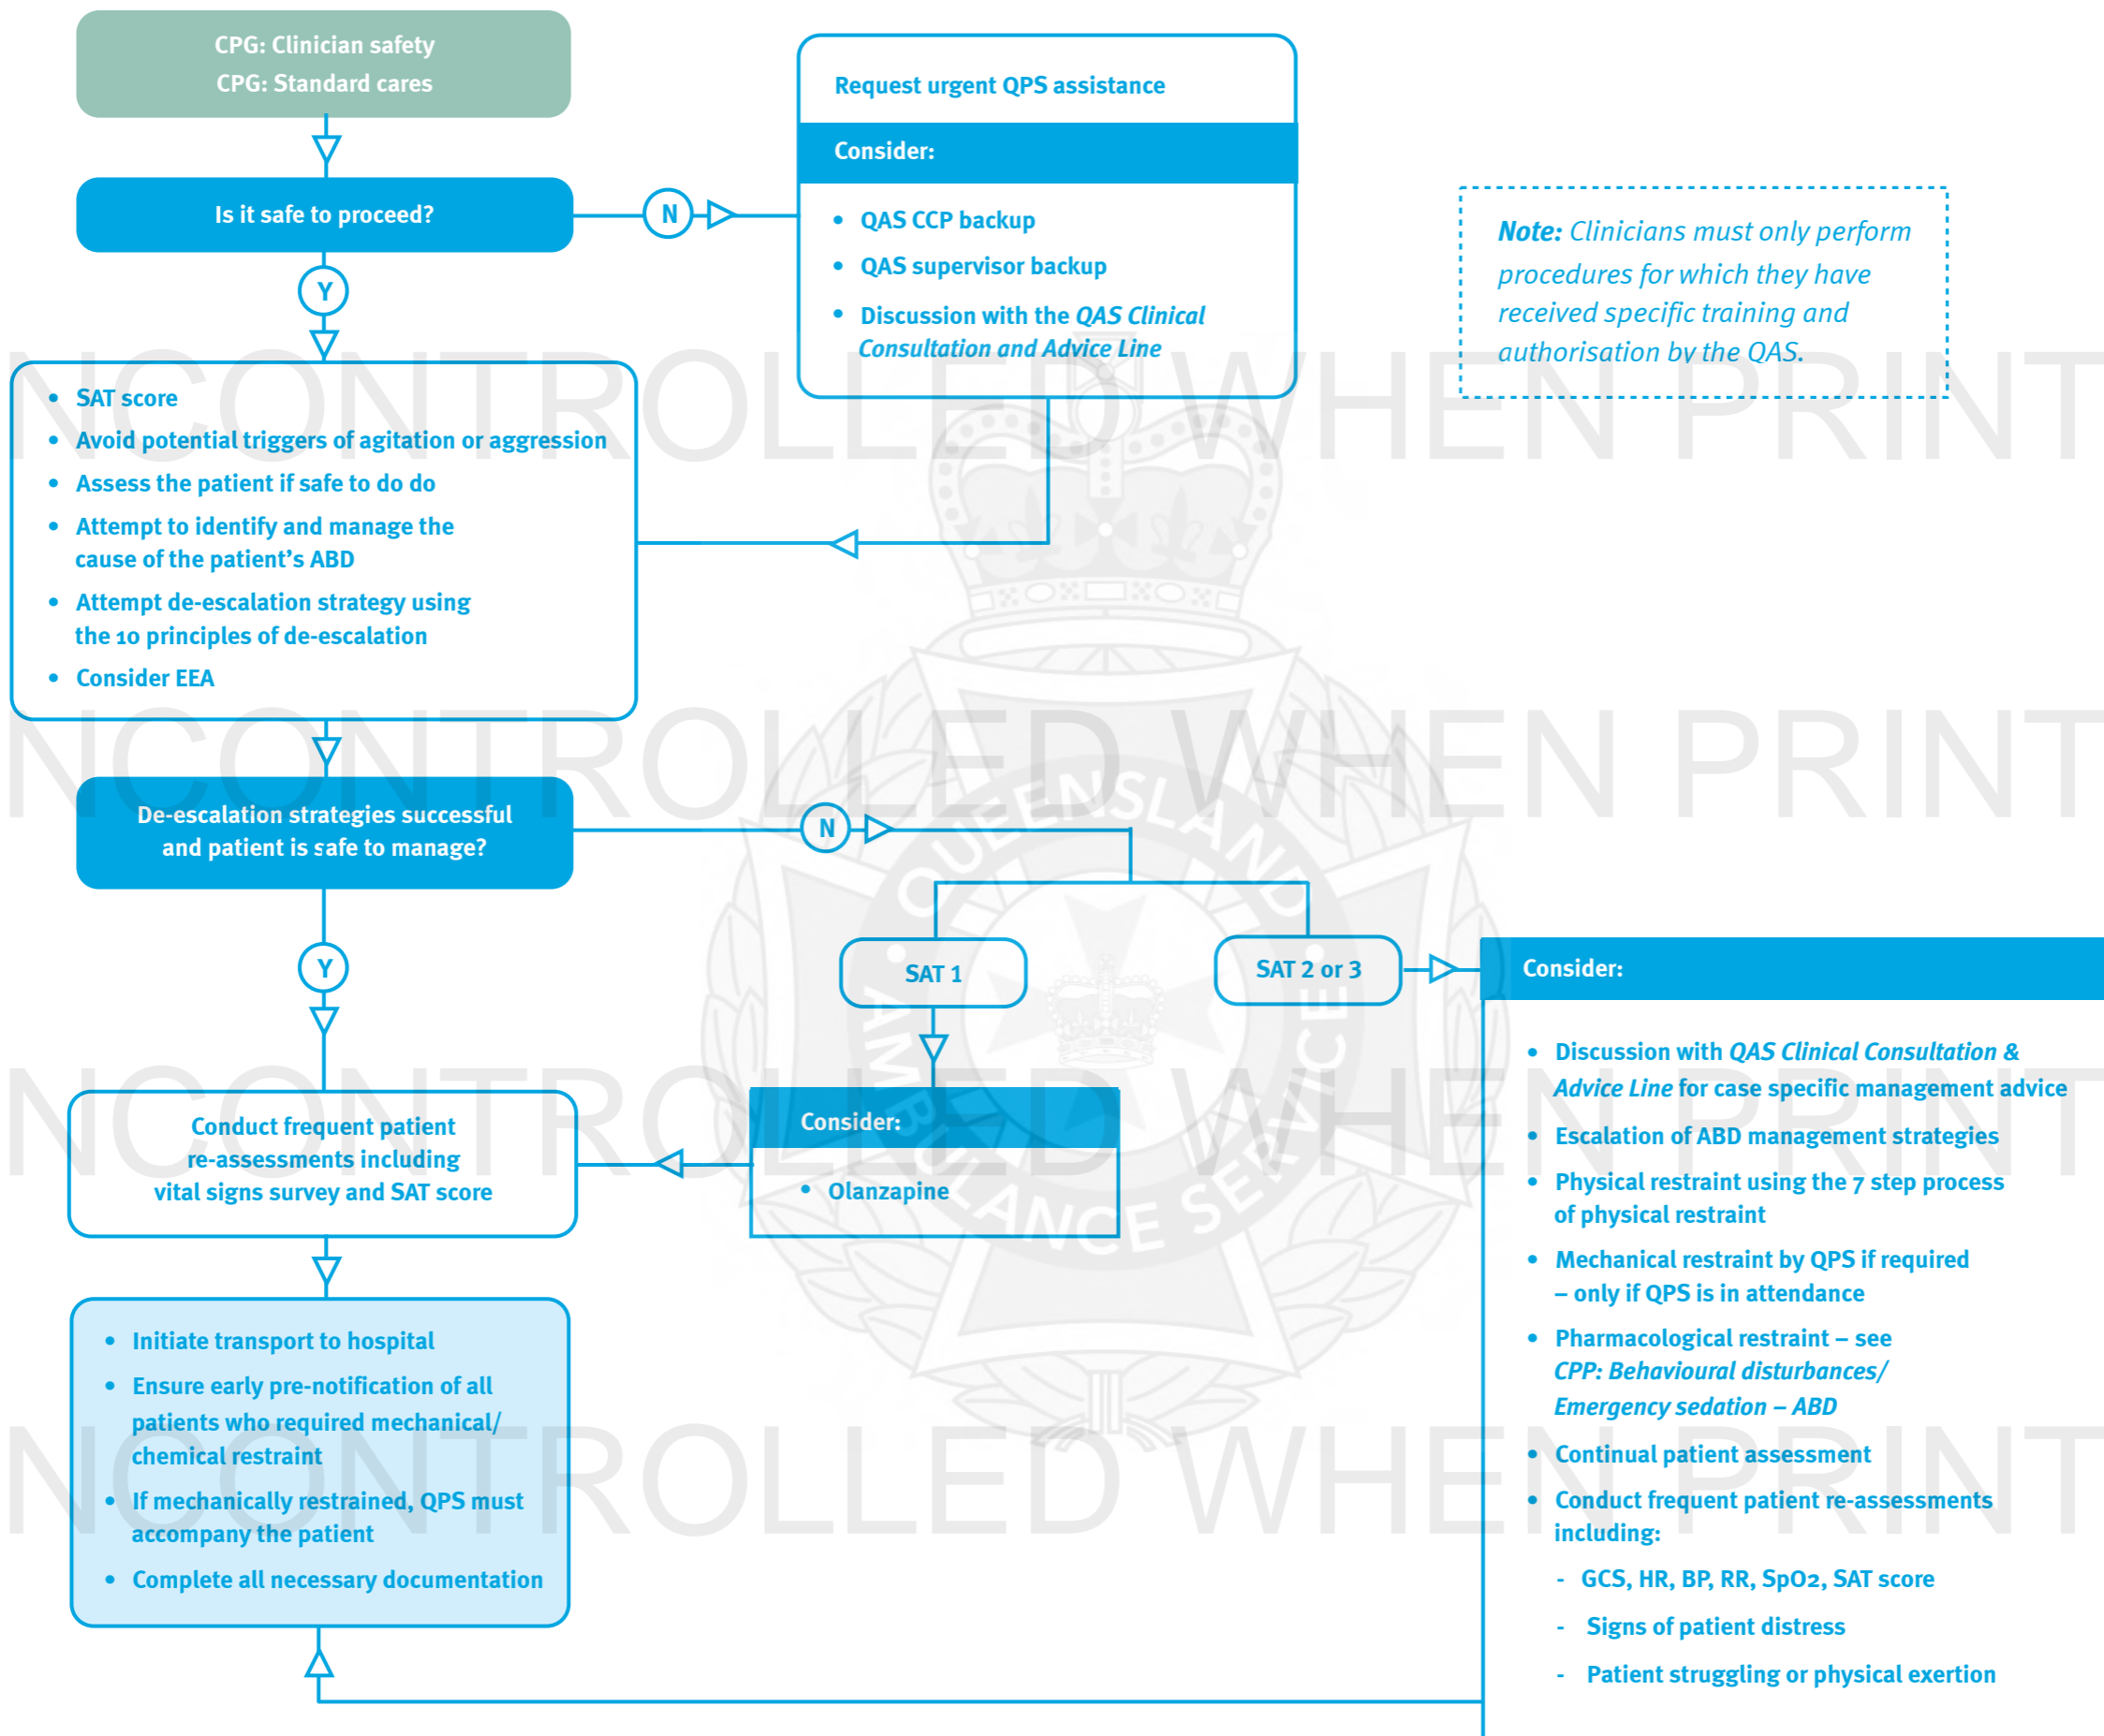 CPG: Clinician safety
CPG: Standard cares
Is it safe to proceed?
N
Request urgent QPS assistance
Consider:
• QAS CCP backup
• QAS supervisor backup
• Discussion with the QAS Clinical
Consultation and Advice Line
Note: Clinicians must only perform
procedures for which they have
received specific training and
authorisation by the QAS.
Y
• SAT score
• Avoid potential triggers of agitation or aggression
• Assess the patient if safe to do do
• Attempt to identify and manage the
cause of the patient's ABD
• Attempt de-escalation strategy using
the 10 principles of de-escalation
• Consider EEA
De-escalation strategies successful
and patient is safe to manage?
N
Y
SAT 1
SAT 2 or 3
Consider:
• Olanzapine
Conduct frequent patient
re-assessments including
vital signs survey and SAT score
Consider:
• Discussion with QAS Clinical Consultation &
Advice Line for case specific management advice
• Escalation of ABD management strategies
• Physical restraint using the 7 step process
of physical restraint
• Mechanical restraint by QPS if required
– only if QPS is in attendance
• Pharmacological restraint – see
CPP: Behavioural disturbances/
Emergency sedation – ABD
• Continual patient assessment
• Conduct frequent patient re-assessments
including:
- GCS, HR, BP, RR, SpO2, SAT score
- Signs of patient distress
- Patient struggling or physical exertion
• Initiate transport to hospital
• Ensure early pre-notification of all
patients who required mechanical/
chemical restraint
• If mechanically restrained, QPS must
accompany the patient
• Complete all necessary documentation
NCONTROLLED WHEN PRINT
NCONTROLLED WHEN PRINT
NCONTROLLED WHEN PRINT
NCONTROLLED WHEN PRINT
QUEENSLAND
AMBULANCE SERVICE